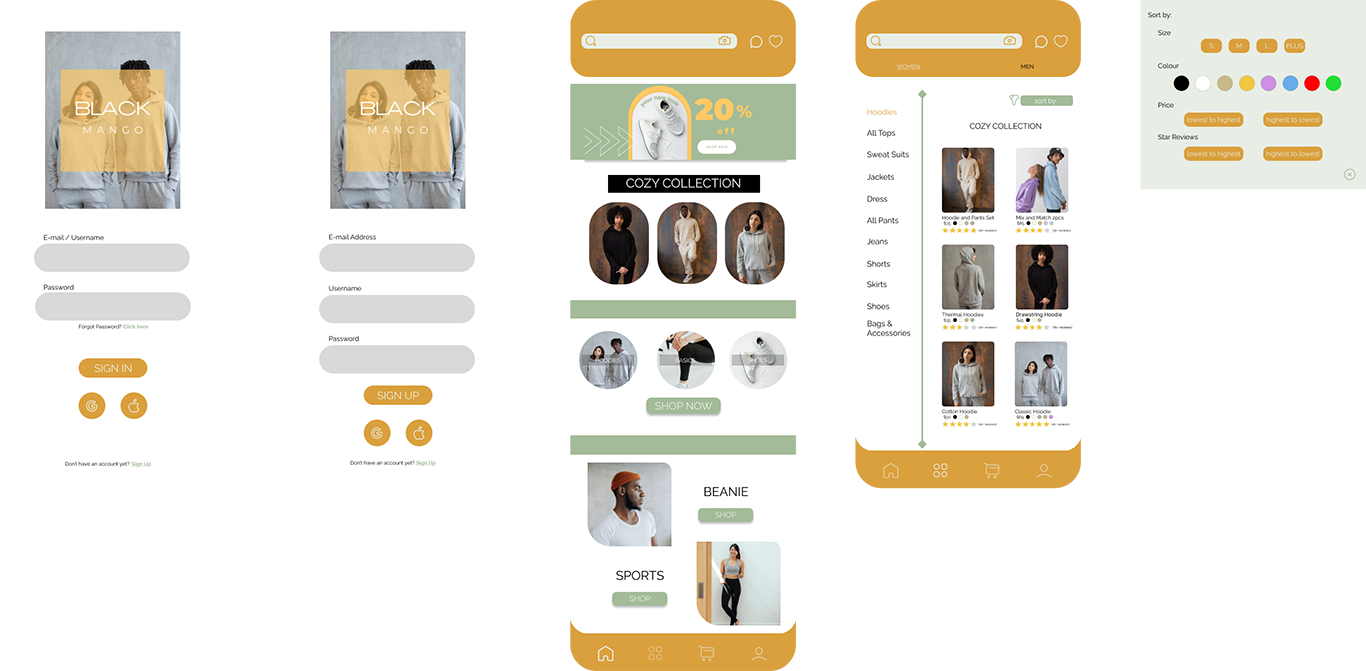 BLACK
MANGO
E-mail / Username
Password
Forgot Password? Click here
SIGN IN
Don't have an account yet? Sign Up
BLACK
MANGO
E-mail Address
Username
Password
SIGN UP
Don't have an account yet? Sign Up
your new look
20%
off
SHOP NOW
COZY COLLECTION
HOODIES
BASICS
SHOES
SHOP NOW
BEANIE
SHOP
SPORTS
SHOP
WOMEN
MEN
Hoodies
All Tops
Sweat Suits
Jackets
Dress
All Pants
Jeans
Shorts
Skirts
Shoes
Bags &
Accessories
sort by
COZY COLLECTION
Hoodie and Pants Set
Mix and Match 2pcs
Thermal Hoodies
$35
Drawstring Hoodie
$45
Cotton Hoodie
$50
Classic Hoodie
$69
Sort by:
Size
S
M
L
PLUS
Colour
Price
lowest to highest
highest to lowest
Star Reviews
lowest to highest
highest to lowest